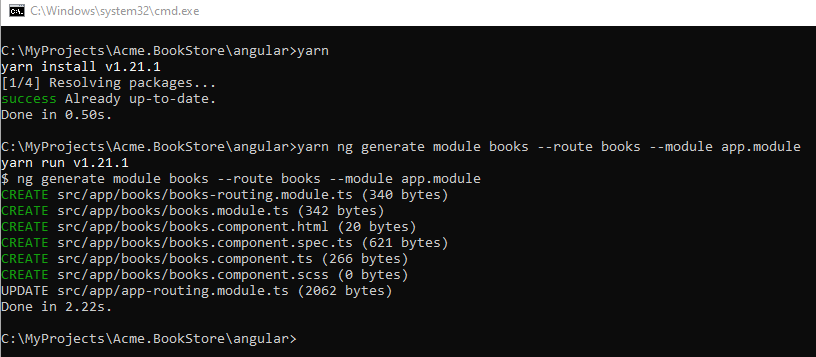 C:\Windows\system32\cmd.exe
C:\MyProjects\Acme.BookStore\angular>yarn
yarn install v1.21.1
[1/4] Resolving packages...
success Already up-to-date.
Done in 0.50s.
C:\MyProjects\Acme.BookStore\angular>yarn ng generate module books --route books --module app.module
yarn run v1.21.1
$ ng generate module books --route books --module app.module
CREATE src/app/books/books-routing.module.ts (340 bytes)
CREATE src/app/books/books.module.ts (342 bytes)
CREATE src/app/books/books.component.html (20 bytes)
CREATE src/app/books/books.component.spec.ts (621 bytes)
CREATE src/app/books/books.component.ts (266 bytes)
CREATE src/app/books/books.component.scss (0 bytes)
UPDATE src/app/app-routing.module.ts (2062 bytes)
Done in 2.22s.
C:\MyProjects\Acme.BookStore\angular>